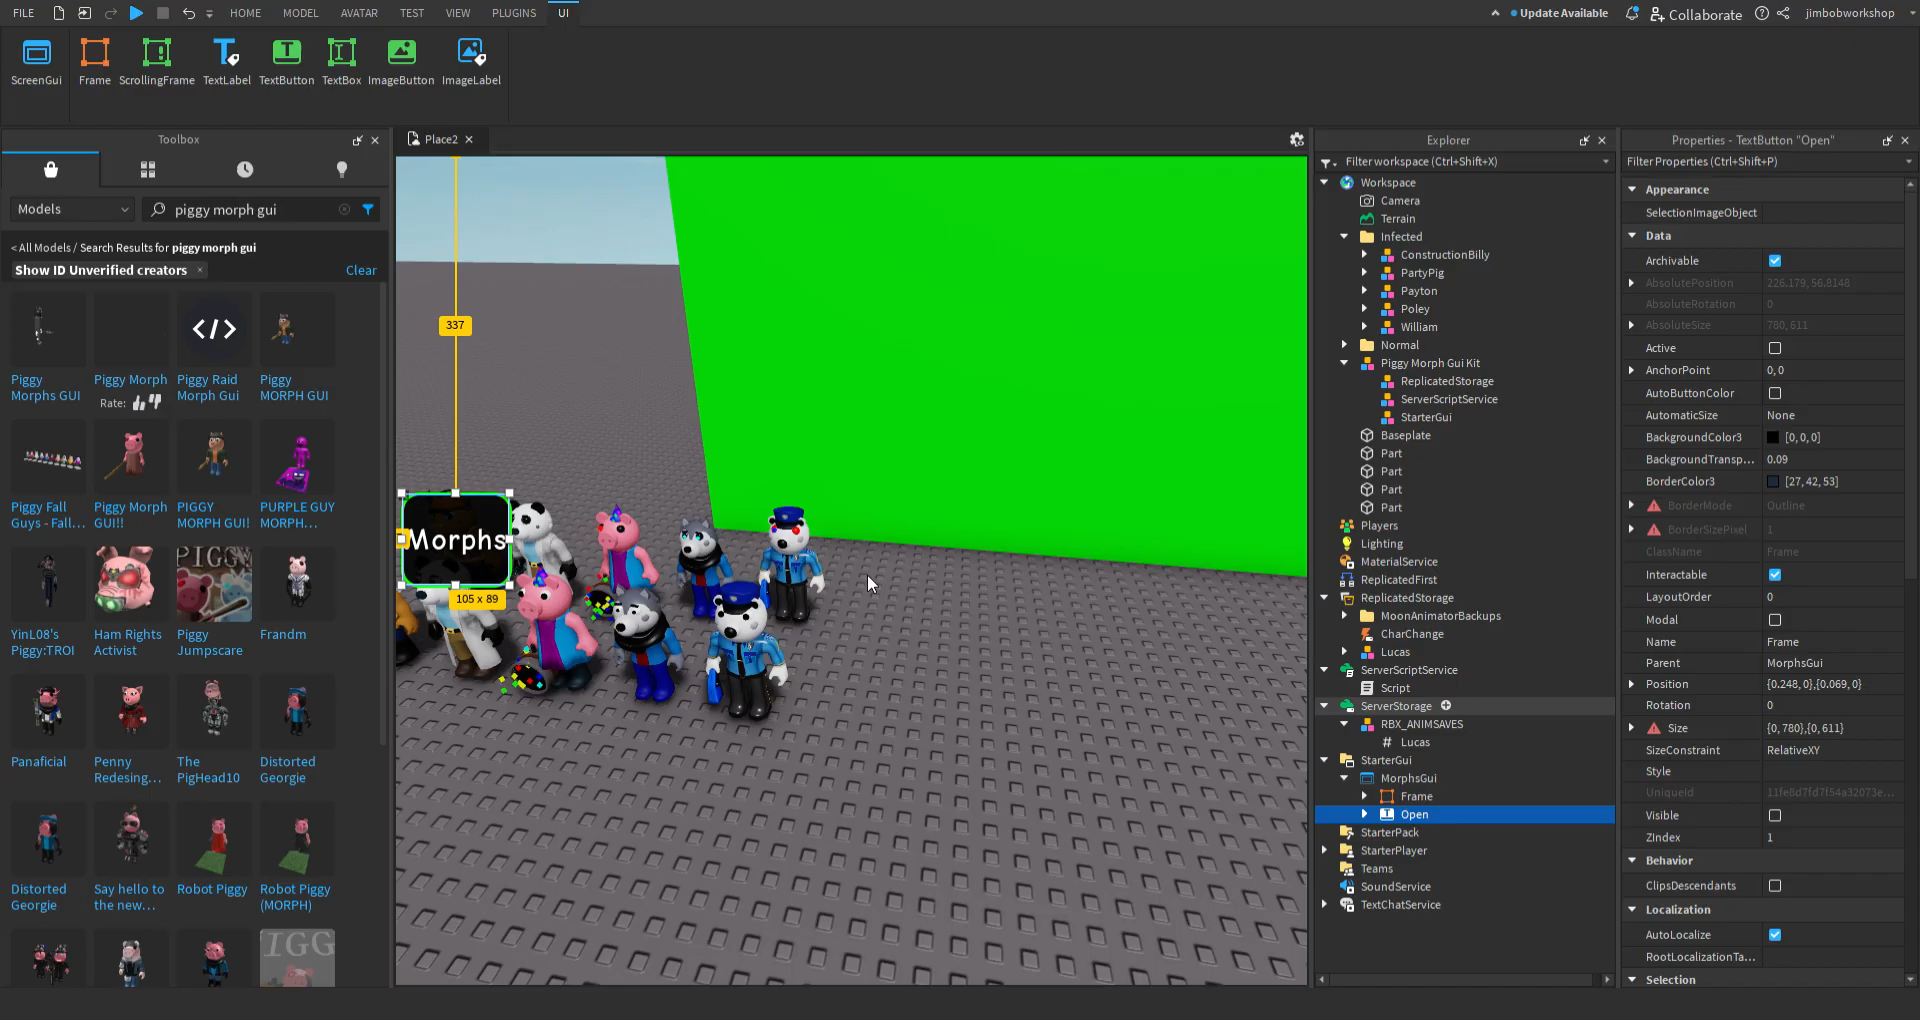 FILE
HOME
MODEL
AVATAR
TEST
VIEW
PLUGINS
UI
Update Available
Collaborate
jimbobworkshop
ScreenGui
Frame
ScrollingFrame
TextLabel
TextButton
TextBox
ImageButton
ImageLabel
Toolbox
Models
piggy morph gui
< All Models / Search Results for piggy morph gui
Show ID Unverified creators ×
Clear
Piggy
Morphs GUI
Piggy Morph
Rate:
Piggy Raid
Morph Gui
Piggy
MORPH GUI
Piggy Fall
Guys - Fall...
Piggy Morph
GUI!!
PIGGY
MORPH GUI!
PURPLE GUY
MORPH...
YinL08's
Piggy:TROI
Ham Rights
Activist
PIGGY
Piggy
Jumpscare
Frandm
Panaficial
Penny
Redesing...
The
PigHead10
Distorted
Georgie
Distorted
Georgie
Say hello to
the new...
Robot Piggy
Robot Piggy
(MORPH)
IGG
Place2
337
Morphs
105 x 89
Explorer
Filter workspace (Ctrl+Shift+X)
Workspace
Camera
Terrain
Infected
ConstructionBilly
PartyPig
Payton
Poley
William
Normal
Piggy Morph Gui Kit
ReplicatedStorage
ServerScriptService
StarterGui
Baseplate
Part
Part
Part
Part
Players
Lighting
MaterialService
ReplicatedFirst
ReplicatedStorage
MoonAnimatorBackups
CharChange
Lucas
ServerScriptService
Script
ServerStorage
RBX_ANIMSAVES
Lucas
StarterGui
MorphsGui
Frame
Open
StarterPack
StarterPlayer
Teams
SoundService
TextChatService
Properties - TextButton "Open"
Filter Properties (Ctrl+Shift+P)
Appearance
SelectionImageObject
Data
Archivable
AbsolutePosition 226.179, 56.8148
AbsoluteRotation 0
AbsoluteSize 780, 611
Active
AnchorPoint 0, 0
AutoButtonColor
AutomaticSize None
BackgroundColor3 [0, 0, 0]
BackgroundTransp... 0.09
BorderColor3 [27, 42, 53]
BorderMode Outline
BorderSizePixel 1
ClassName Frame
Interactable
LayoutOrder 0
Modal
Name Frame
Parent MorphsGui
Position {0.248, 0},{0.069, 0}
Rotation 0
Size {0, 780},{0, 611}
SizeConstraint RelativeXY
Style
UniqueId 11fe8d7fd7f54a32073e...
Visible
ZIndex 1
Behavior
ClipsDescendants
Localization
AutoLocalize
RootLocalizationTa...
Selection